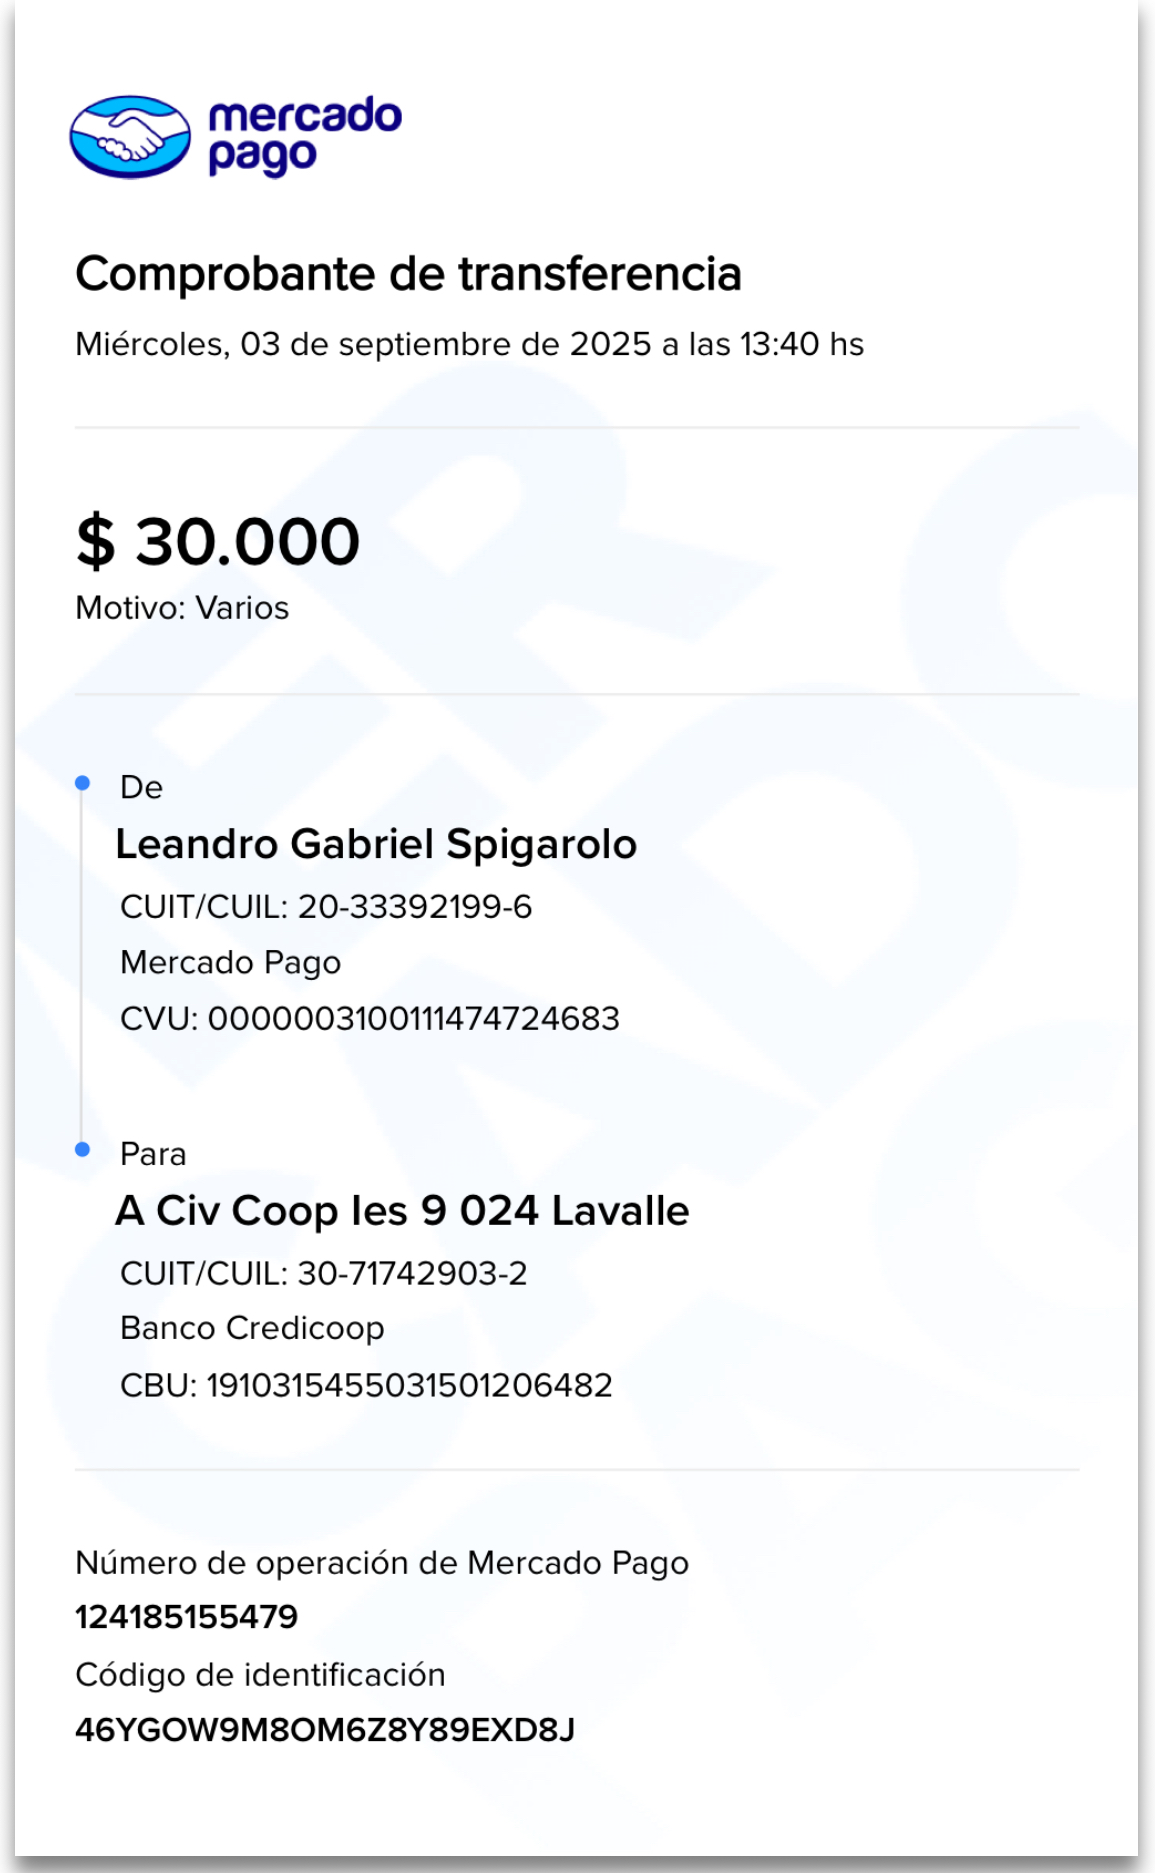 mercado
pago
Comprobante de transferencia
Miércoles, 03 de septiembre de 2025 a las 13:40 hs
$ 30.000
Motivo: Varios
De
Leandro Gabriel Spigarolo
CUIT/CUIL: 20-33392199-6
Mercado Pago
CVU: 0000003100111474724683
Para
A Civ Coop Ies 9 024 Lavalle
CUIT/CUIL: 30-71742903-2
Banco Credicoop
CBU: 1910315455031501206482
Número de operación de Mercado Pago
124185155479
Código de identificación
46YGOW9M8OM6Z8Y89EXD8J